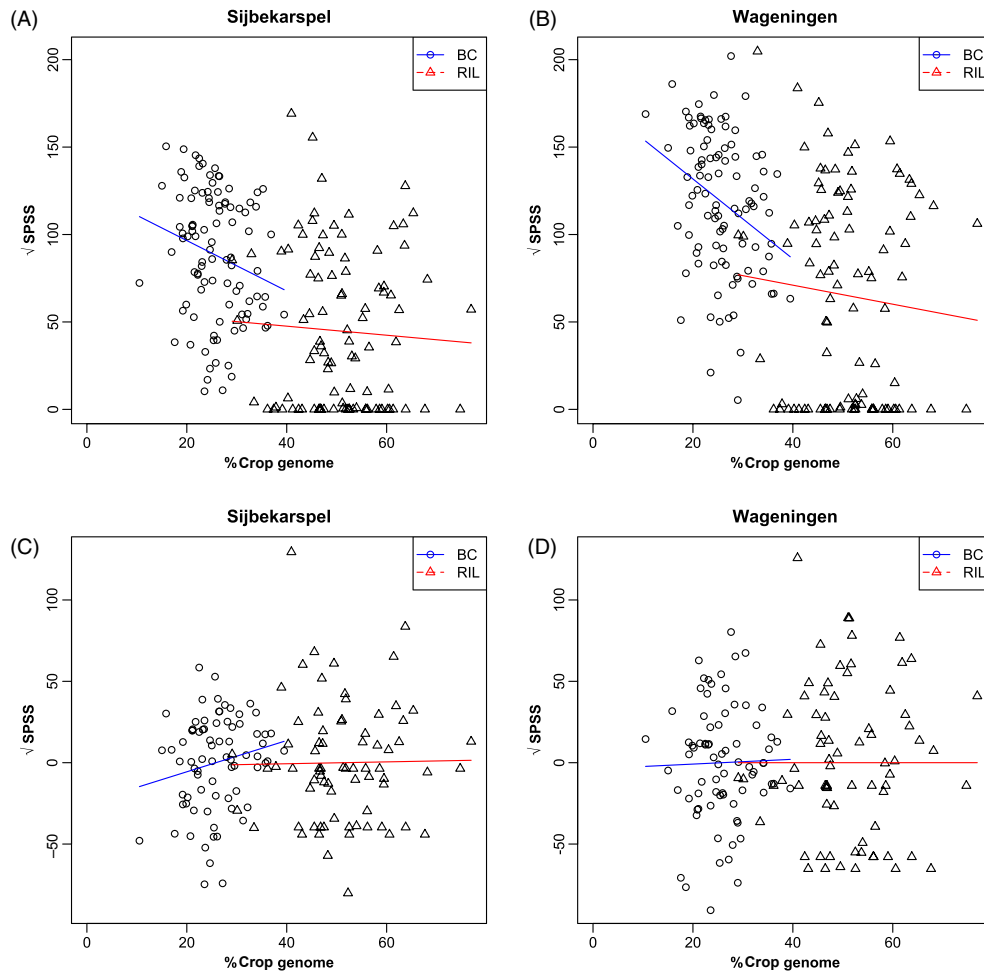 (A)
Sijbekarspel
BC
RIL
200
150
100
50
0
√ SPSS
0 20 40 60
%Crop genome
(B)
Wageningen
BC
RIL
200
150
100
50
0
√ SPSS
0 20 40 60
%Crop genome
(C)
Sijbekarspel
BC
RIL
100
50
0
−50
√ SPSS
0 20 40 60
%Crop genome
(D)
Wageningen
BC
RIL
100
50
0
−50
√ SPSS
0 20 40 60
%Crop genome